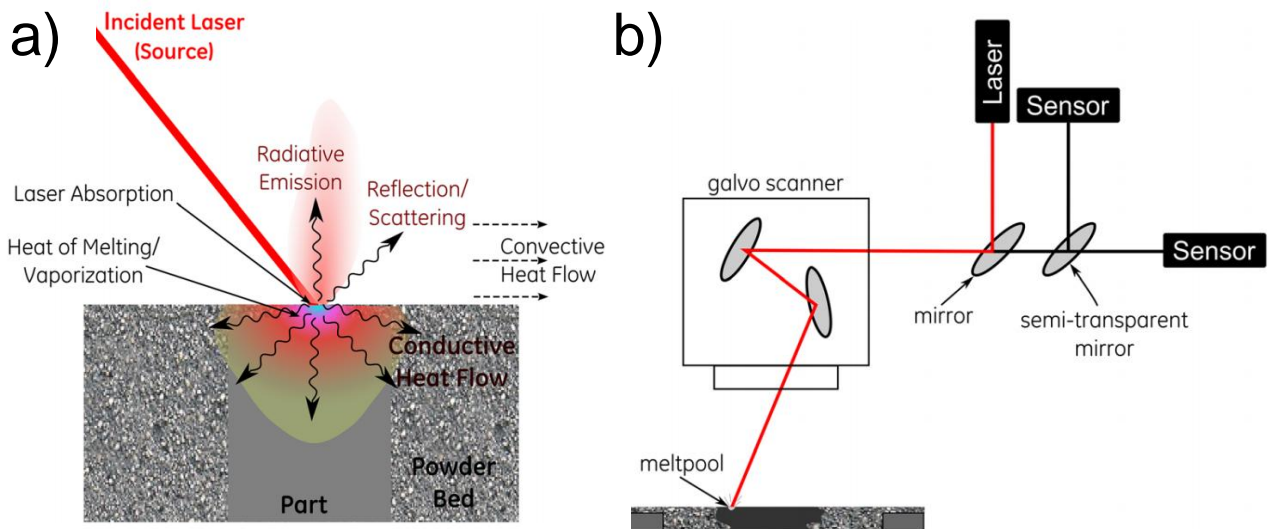 a)
Incident Laser
(Source)
Radiative
Emission
Reflection/
Scattering
Laser Absorption
Heat of Melting/
Vaporization
Convective
Heat Flow
Conductive
Heat Flow
Powder
Bed
Part
b)
Laser
Sensor
galvo scanner
Sensor
mirror
semi-transparent
mirror
meltpool